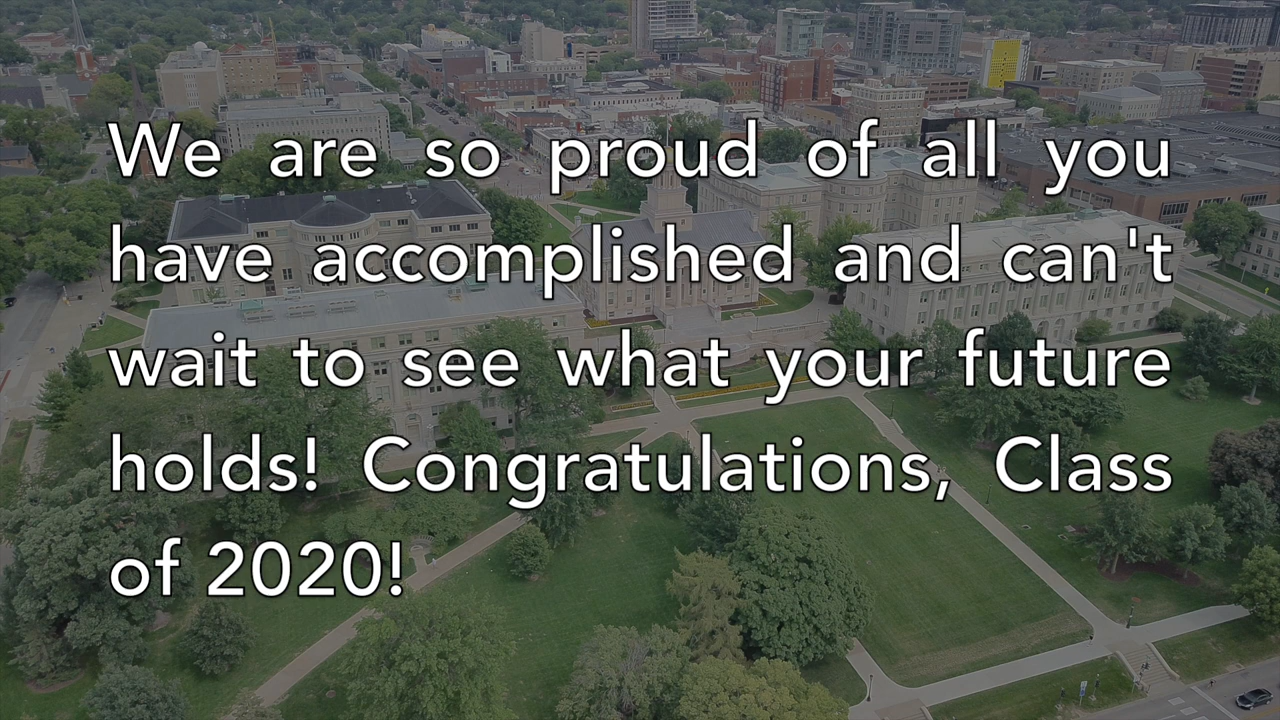 We are so proud of all you
have accomplished and can't
wait to see what your future
holds! Congratulations, Class
of 2020!